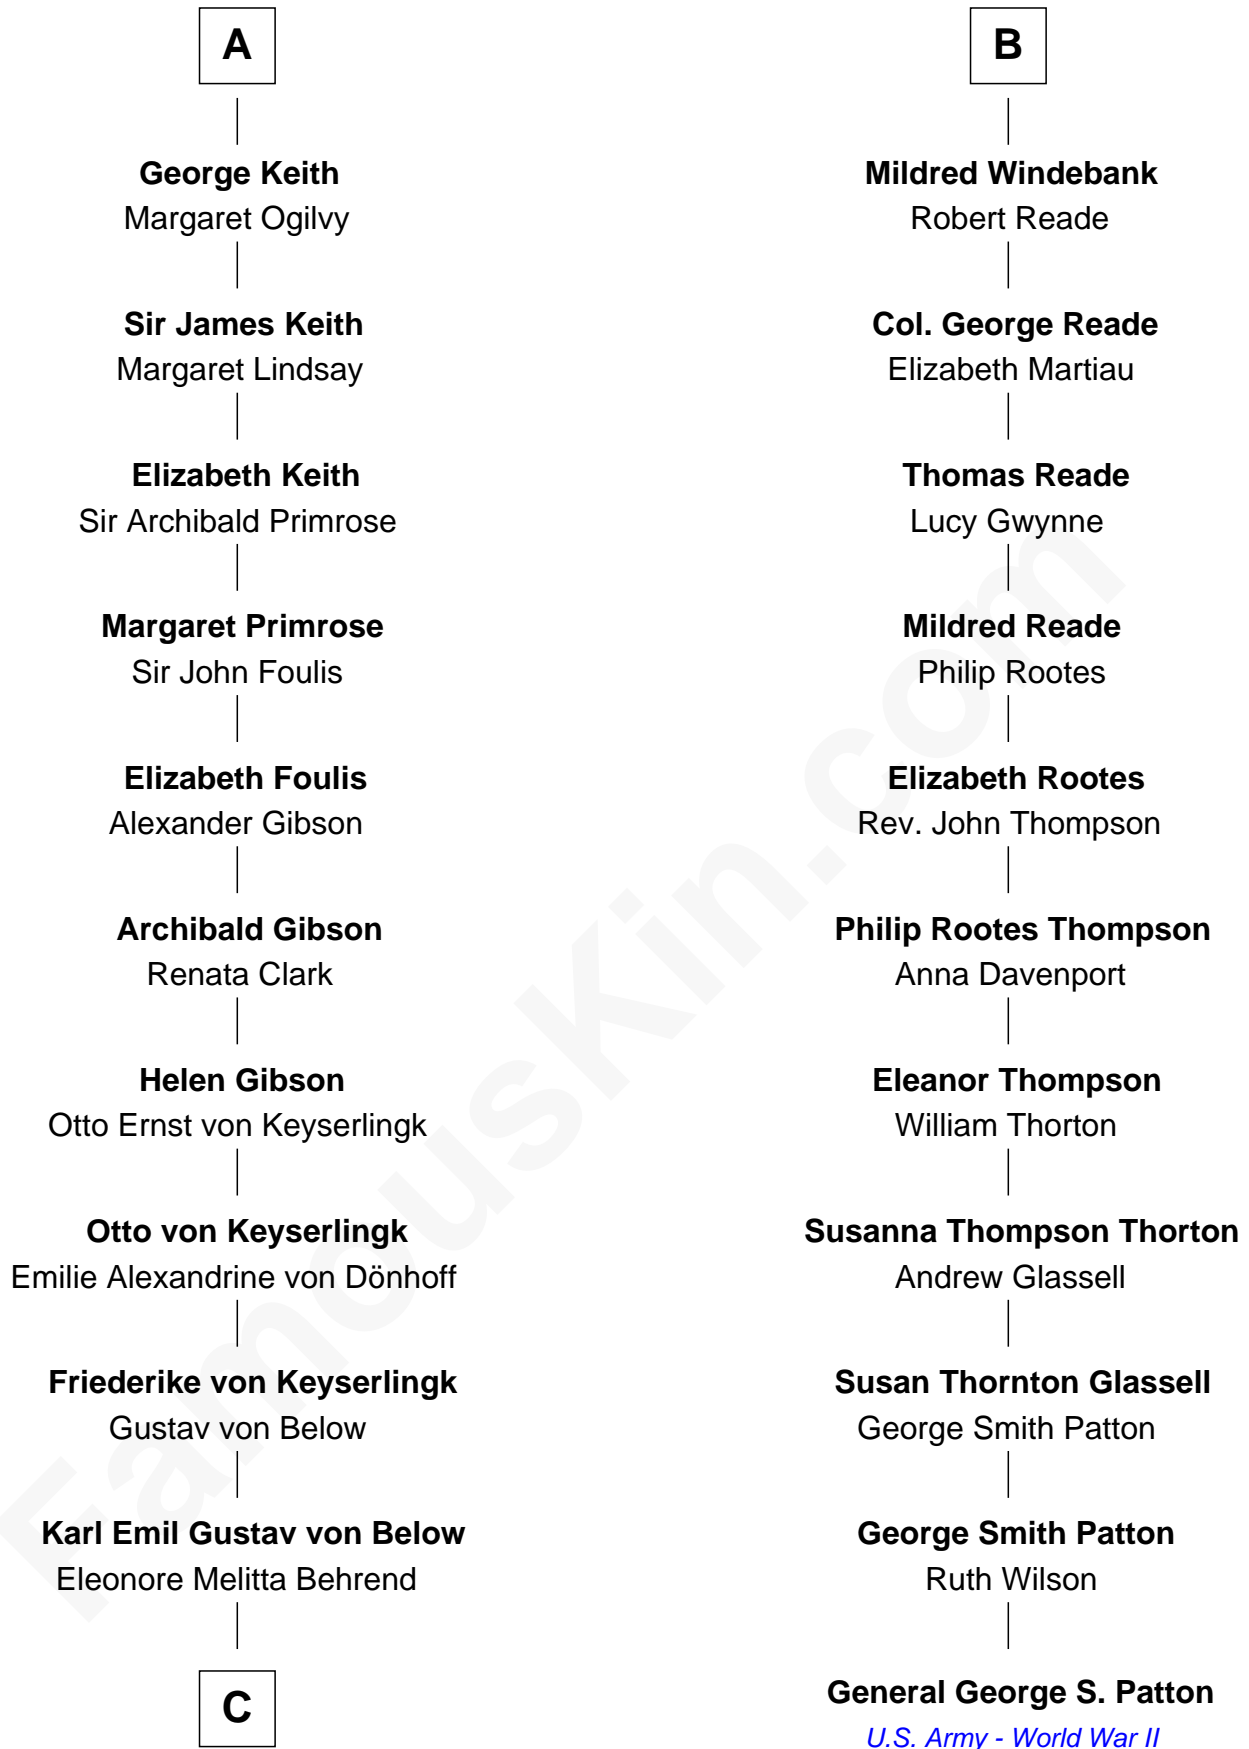 A
George Keith
Margaret Ogilvy
Sir James Keith
Margaret Lindsay
Elizabeth Keith
Sir Archibald Primrose
Margaret Primrose
Sir John Foulis
Elizabeth Foulis
Alexander Gibson
Archibald Gibson
Renata Clark
Helen Gibson
Otto Ernst von Keyserlingk
Otto von Keyserlingk
Emilie Alexandrine von Dönhoff
Friederike von Keyserlingk
Gustav von Below
Karl Emil Gustav von Below
Eleonore Melitta Behrend
C
B
Mildred Windebank
Robert Reade
Col. George Reade
Elizabeth Martiau
Thomas Reade
Lucy Gwynne
Mildred Reade
Philip Rootes
Elizabeth Rootes
Rev. John Thompson
Philip Rootes Thompson
Anna Davenport
Eleanor Thompson
William Thorton
Susanna Thompson Thorton
Andrew Glassell
Susan Thornton Glassell
George Smith Patton
George Smith Patton
Ruth Wilson
General George S. Patton
U.S. Army - World War II
FamousKin.com